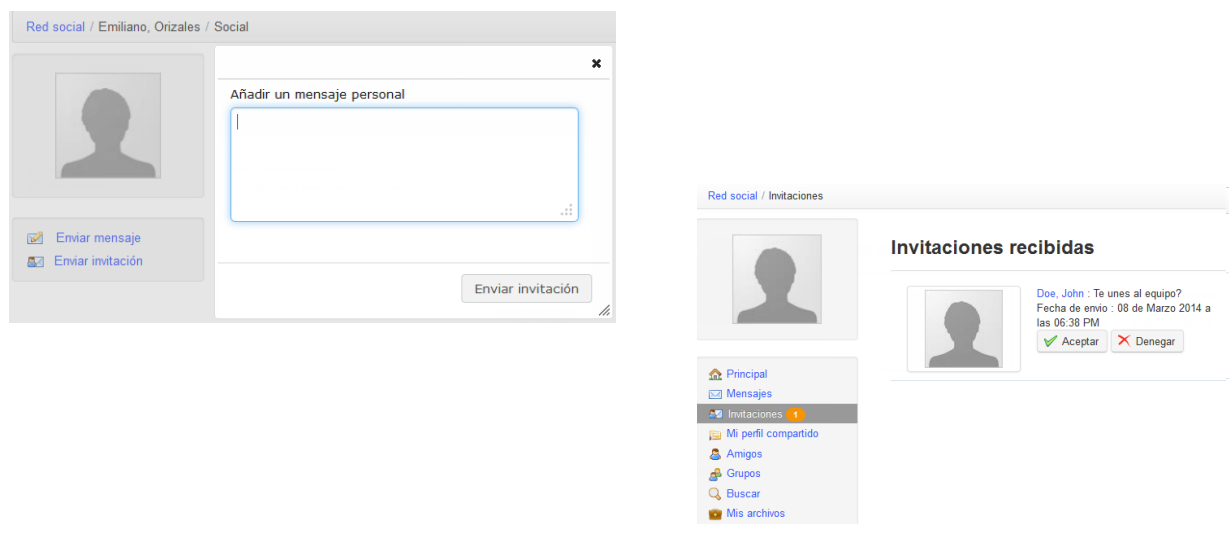 Red social / Emiliano, Orizales / Social
Añadir un mensaje personal
Enviar mensaje
Enviar invitación
Enviar invitación
Red social / Invitaciones
Invitaciones recibidas
Doe, John : Te unes al equipo?
Fecha de envio : 08 de Marzo 2014 a
las 06:38 PM
Aceptar Denegar
Principal
Mensajes
Invitaciones 1
Mi perfil compartido
Amigos
Grupos
Buscar
Mis archivos